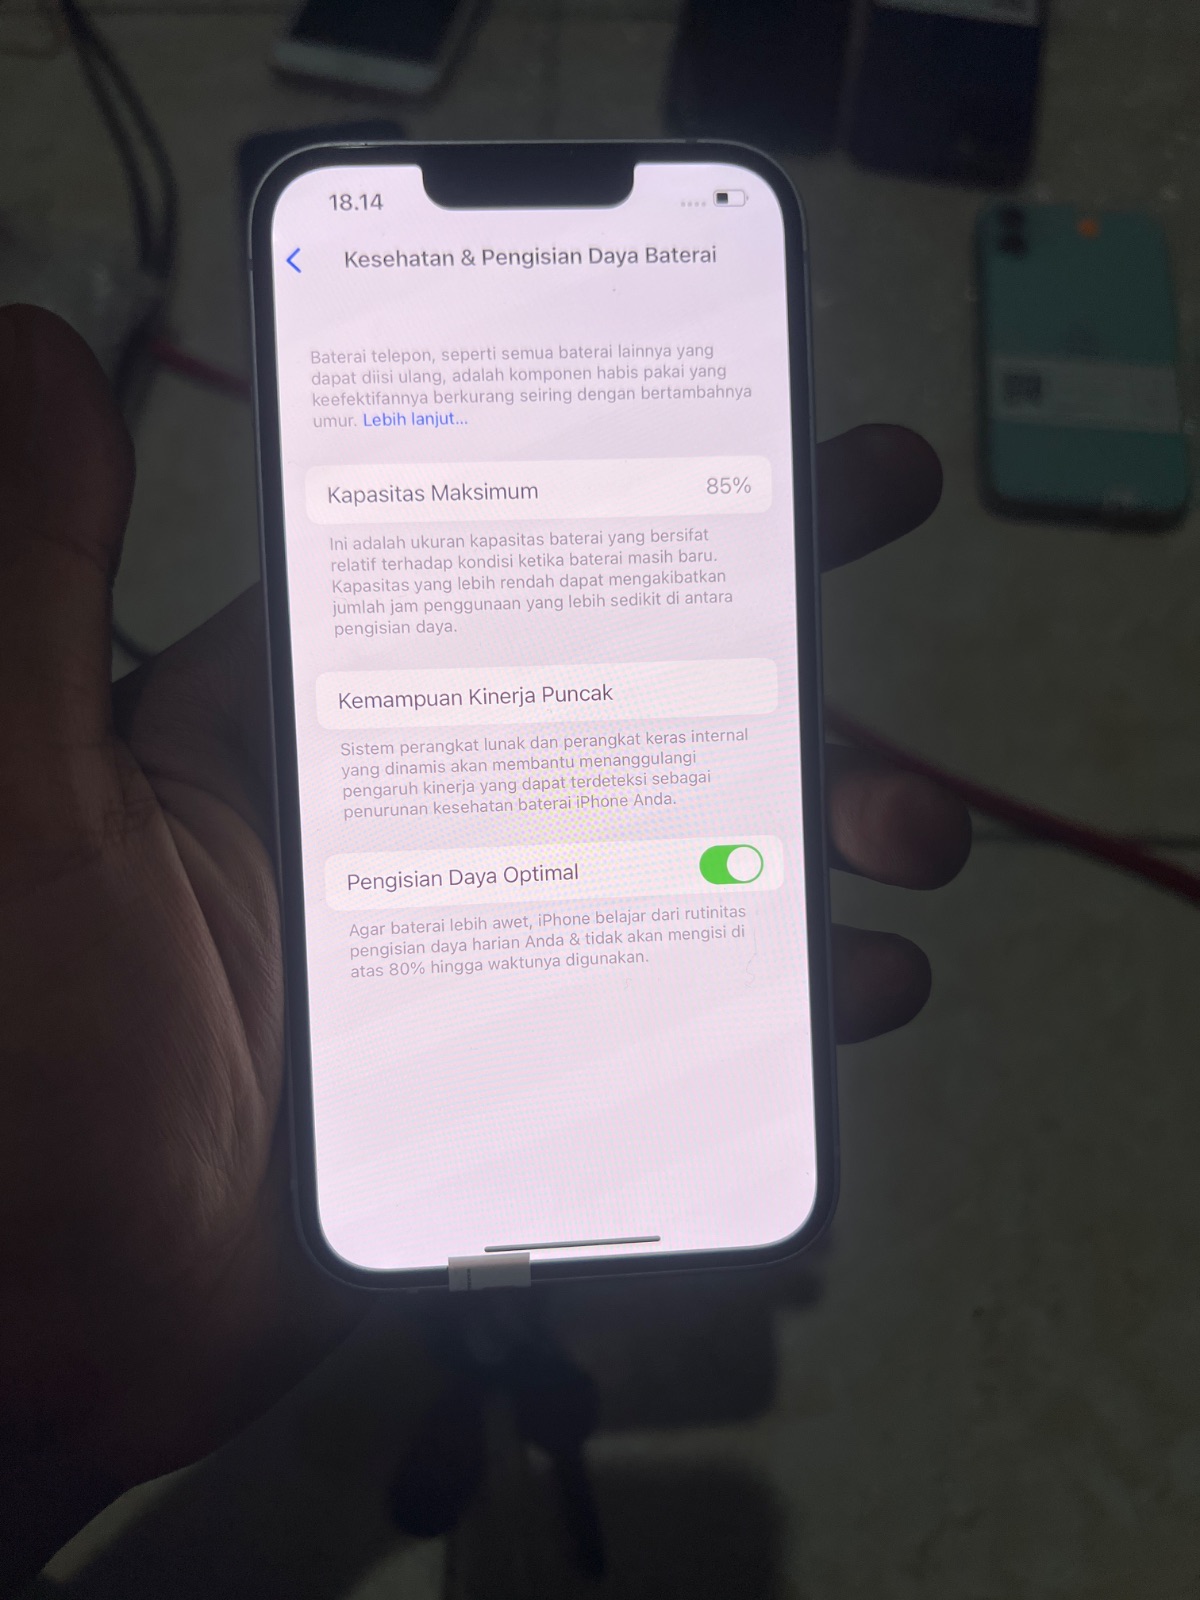 18.14
Kesehatan & Pengisian Daya Baterai
Baterai telepon, seperti semua baterai lainnya yang
dapat diisi ulang, adalah komponen habis pakai yang
keefektifannya berkurang seiring dengan bertambahnya
umur. Lebih lanjut...
Kapasitas Maksimum 85%
Ini adalah ukuran kapasitas baterai yang bersifat
relatif terhadap kondisi ketika baterai masih baru.
Kapasitas yang lebih rendah dapat mengakibatkan
jumlah jam penggunaan yang lebih sedikit di antara
pengisian daya.
Kemampuan Kinerja Puncak
Sistem perangkat lunak dan perangkat keras internal
yang dinamis akan membantu menanggulangi
pengaruh kinerja yang dapat terdeteksi sebagai
penurunan kesehatan baterai iPhone Anda.
Pengisian Daya Optimal
Agar baterai lebih awet, iPhone belajar dari rutinitas
pengisian daya harian Anda & tidak akan mengisi di
atas 80% hingga waktunya digunakan.